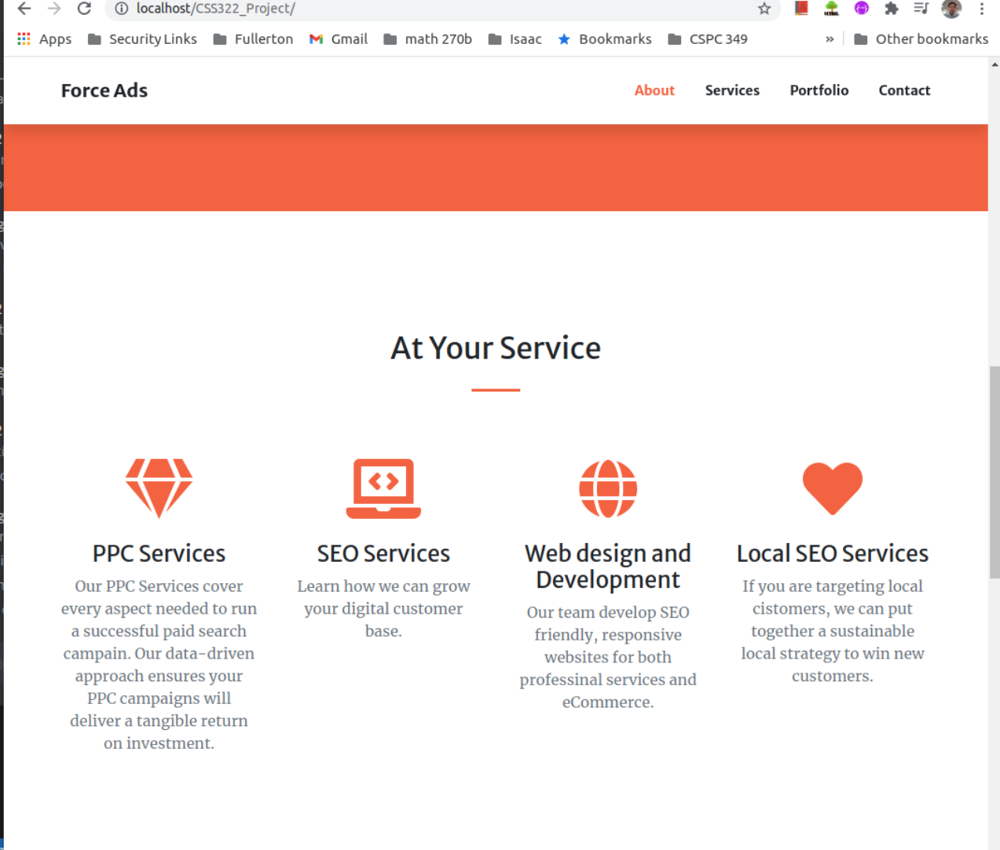 localhost/CSS322_Project/
Apps Security Links Fullerton Gmail math 270b Isaac Bookmarks CSPC 349 » Other bookmarks
Force Ads About Services Portfolio Contact
At Your Service
PPC Services
Our PPC Services cover
every aspect needed to run
a successful paid search
campain. Our data-driven
approach ensures your
PPC campaigns will
deliver a tangible return
on investment.
SEO Services
Learn how we can grow
your digital customer
base.
Web design and
Development
Our team develop SEO
friendly, responsive
websites for both
professinal services and
eCommerce.
Local SEO Services
If you are targeting local
cistomers, we can put
together a sustainable
local strategy to win new
customers.